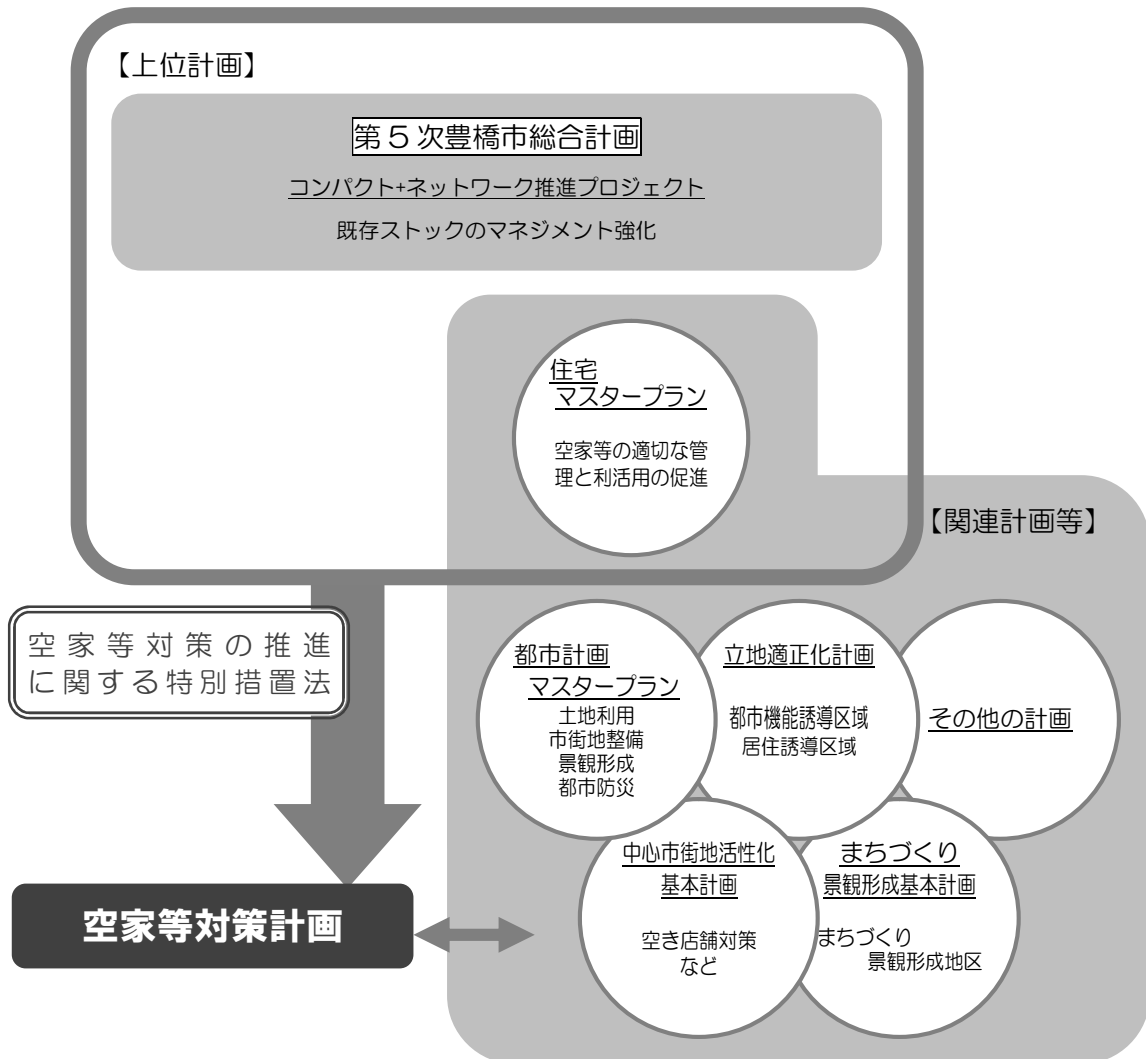 【上位計画】
第5次豊橋市総合計画
コンパクト+ネットワーク推進プロジェクト
既存ストックのマネジメント強化
住宅
マスタープラン
空家等の適切な管
理と利活用の促進
【関連計画等】
空家等対策の推進
に関する特別措置法
都市計画
マスタープラン
土地利用
市街地整備
景観形成
都市防災
立地適正化計画
都市機能誘導区域
居住誘導区域
その他の計画
中心市街地活性化
基本計画
空き店舗対策
など
まちづくり
景観形成基本計画
まちづくり
景観形成地区
空家等対策計画